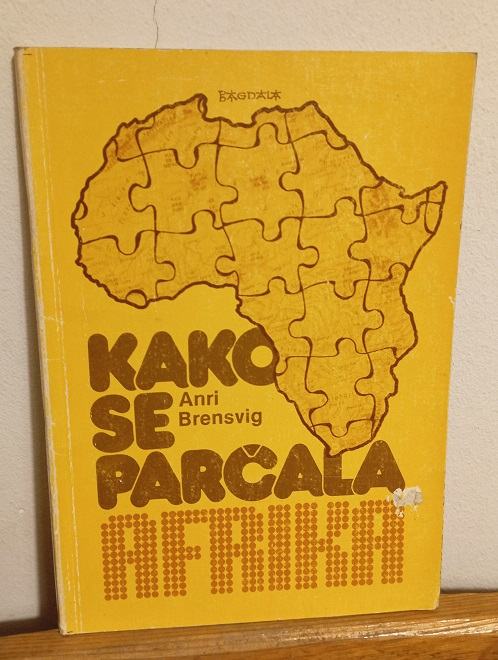 BAGDALA
KAKO
SE
Anri
Brensvig
PARČALA
AFRIKA